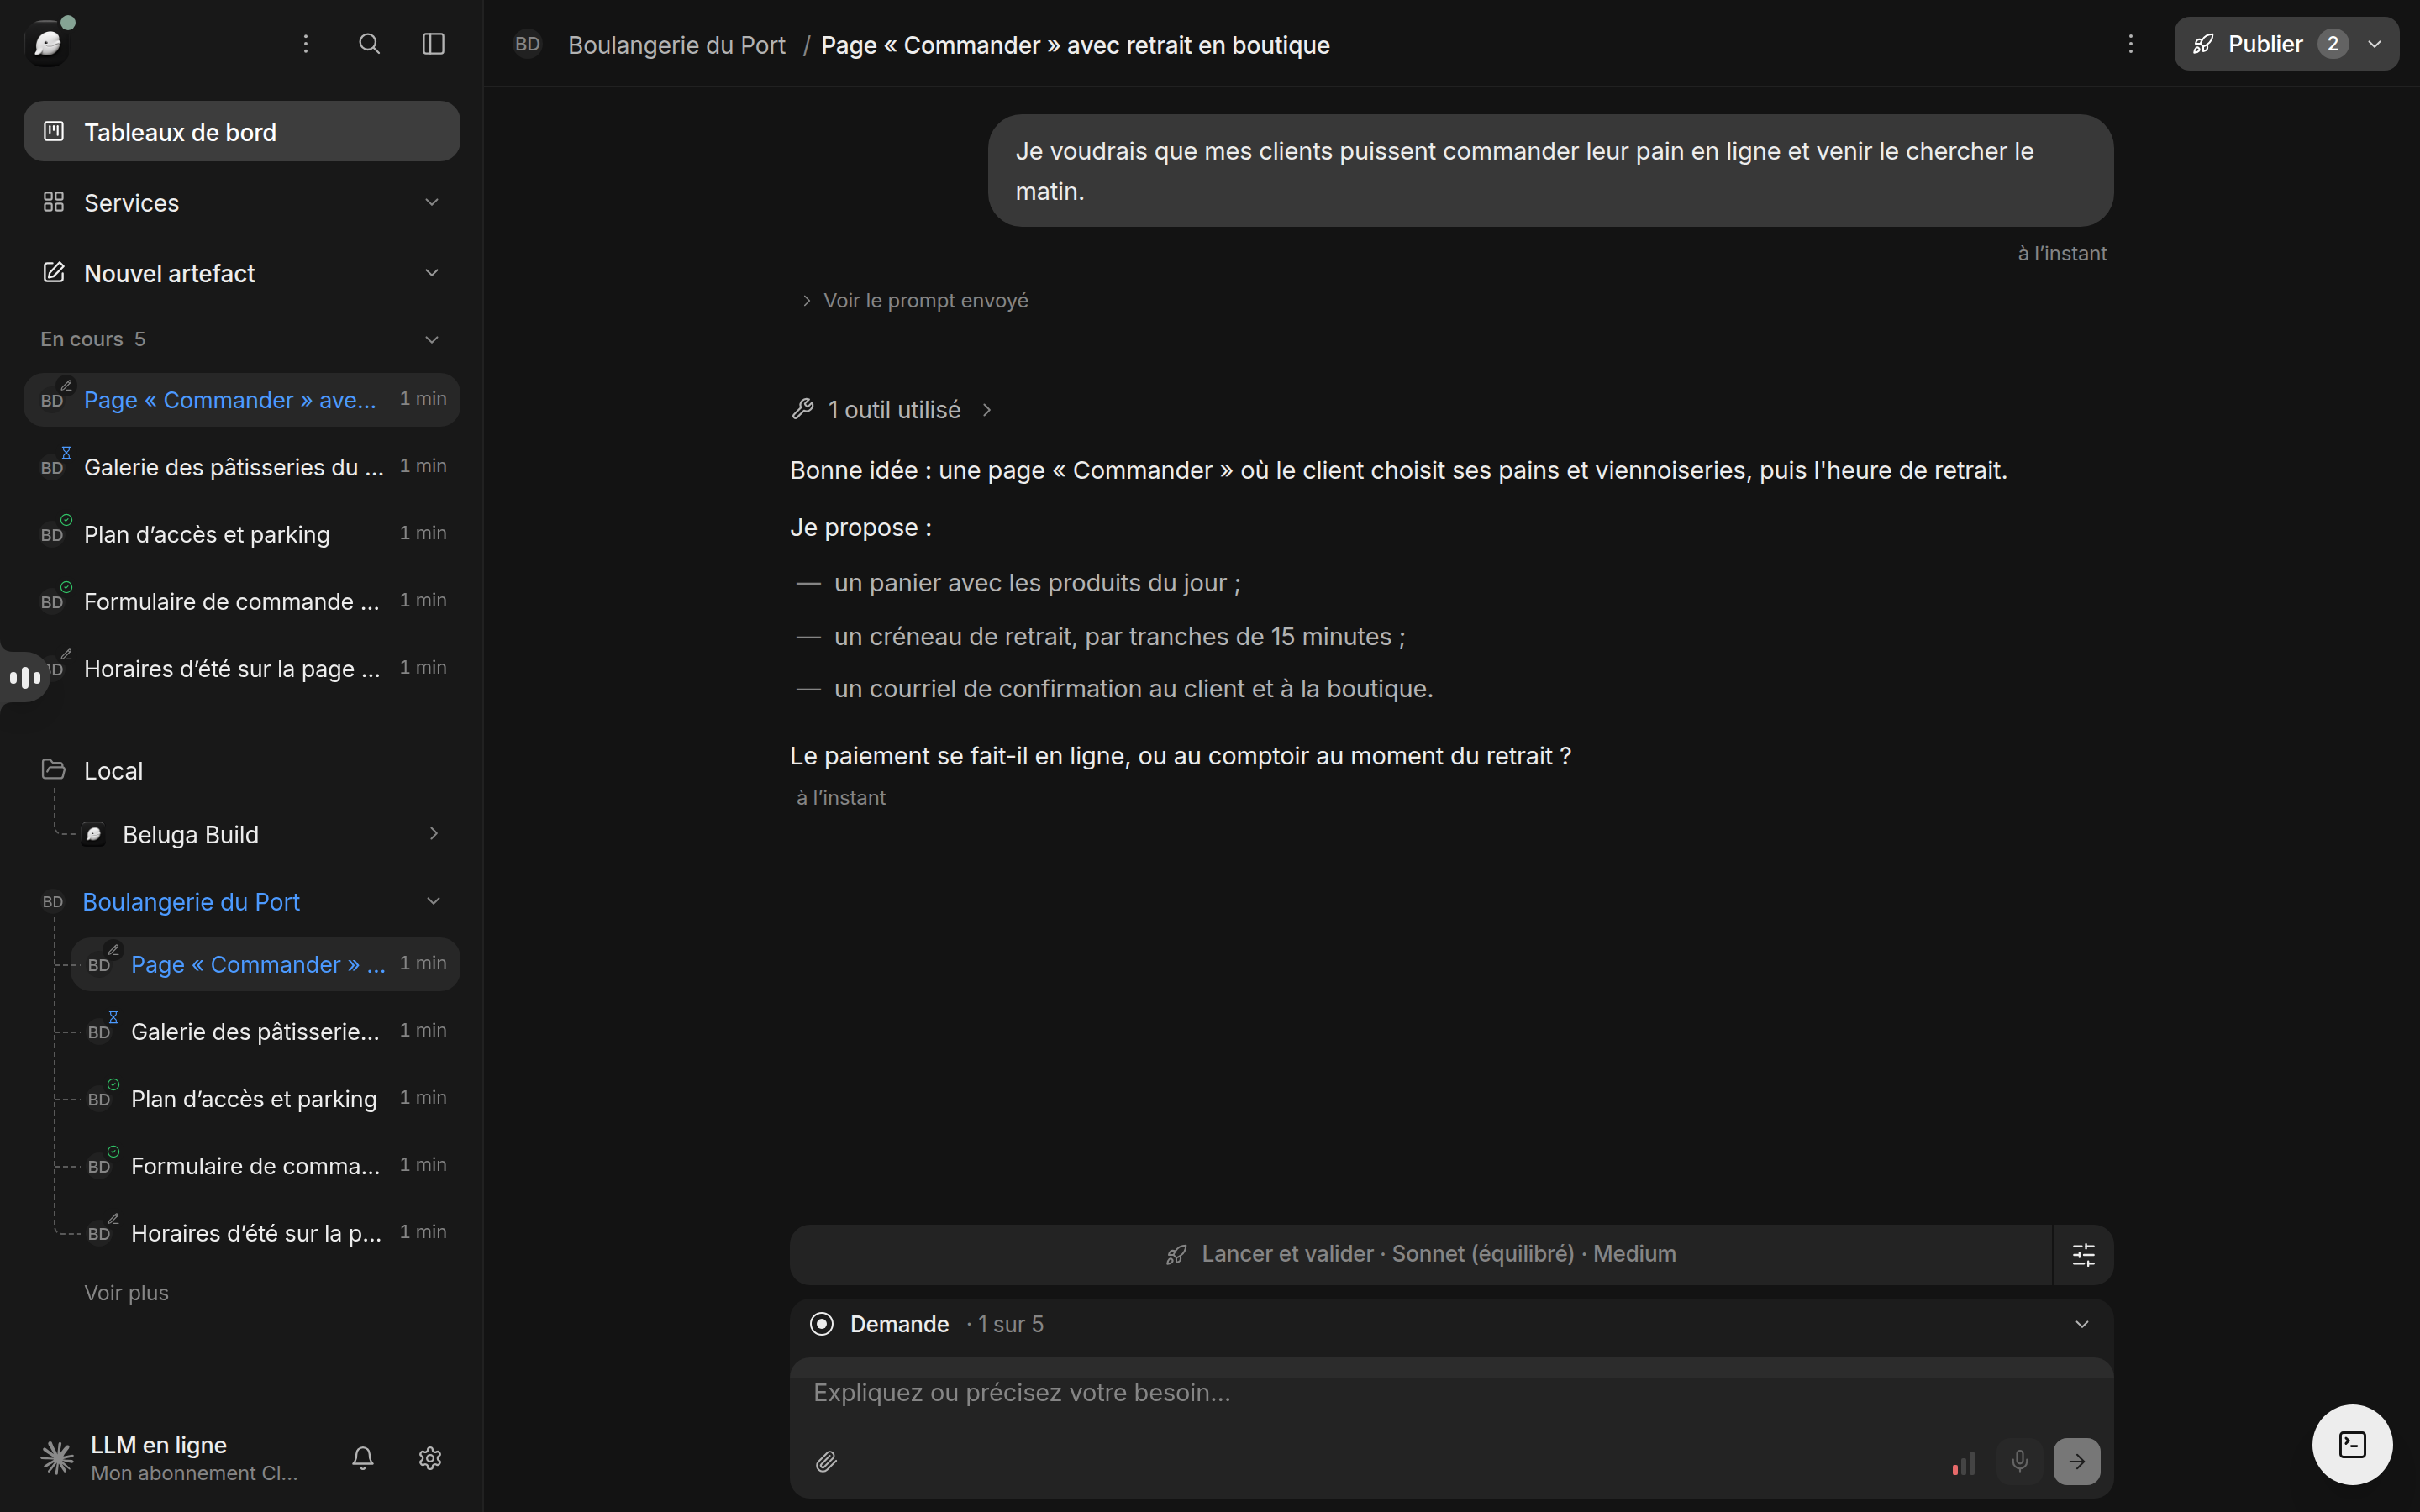 Tableaux de bord
Services
Nouvel artefact
En cours 5
BD Page « Commander » ave... 1 min
BD Galerie des pâtisseries du ... 1 min
BD Plan d’accès et parking 1 min
BD Formulaire de commande ... 1 min
BD Horaires d’été sur la page ... 1 min
Local
Beluga Build
BD Boulangerie du Port
BD Page « Commander » ... 1 min
BD Galerie des pâtisserie... 1 min
BD Plan d’accès et parking 1 min
BD Formulaire de comma... 1 min
BD Horaires d’été sur la p... 1 min
Voir plus
LLM en ligne
Mon abonnement Cl...
BD Boulangerie du Port / Page « Commander » avec retrait en boutique
Publier 2
Je voudrais que mes clients puissent commander leur pain en ligne et venir le chercher le
matin.
à l’instant
Voir le prompt envoyé
1 outil utilisé
Bonne idée : une page « Commander » où le client choisit ses pains et viennoiseries, puis l'heure de retrait.
Je propose :
— un panier avec les produits du jour ;
— un créneau de retrait, par tranches de 15 minutes ;
— un courriel de confirmation au client et à la boutique.
Le paiement se fait-il en ligne, ou au comptoir au moment du retrait ?
à l’instant
Lancer et valider · Sonnet (équilibré) · Medium
Demande · 1 sur 5
Expliquez ou précisez votre besoin...